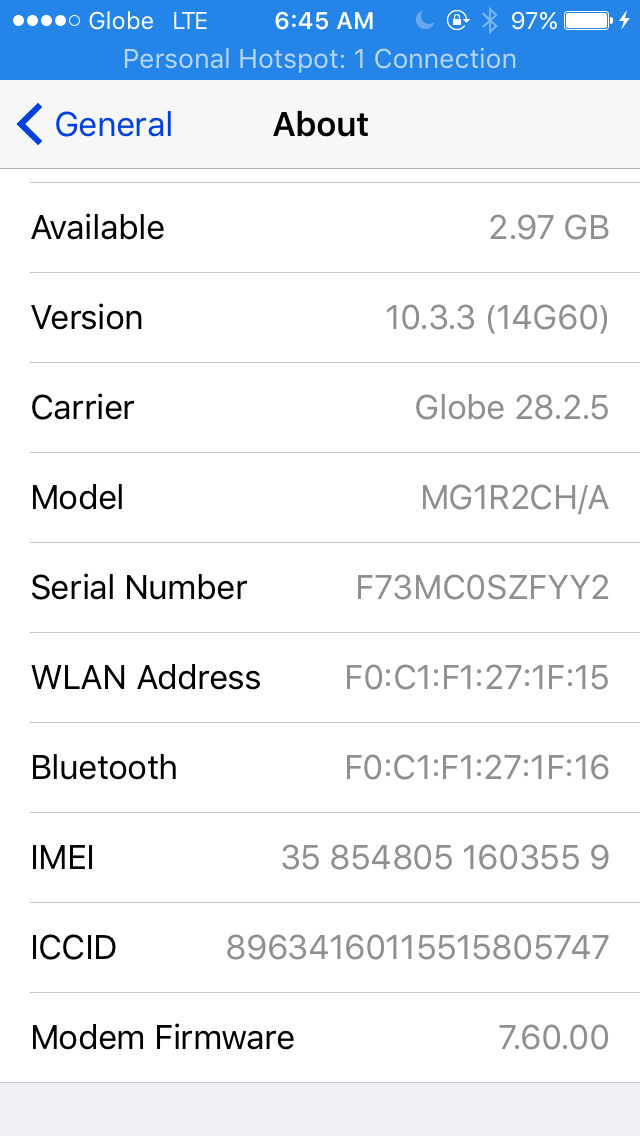 Globe LTE 6:45 AM 97%
Personal Hotspot: 1 Connection
General About
Available 2.97 GB
Version 10.3.3 (14G60)
Carrier Globe 28.2.5
Model MG1R2CH/A
Serial Number F73MC0SZFYY2
WLAN Address F0:C1:F1:27:1F:15
Bluetooth F0:C1:F1:27:1F:16
IMEI 35 854805 160355 9
ICCID 89634160115515805747
Modem Firmware 7.60.00